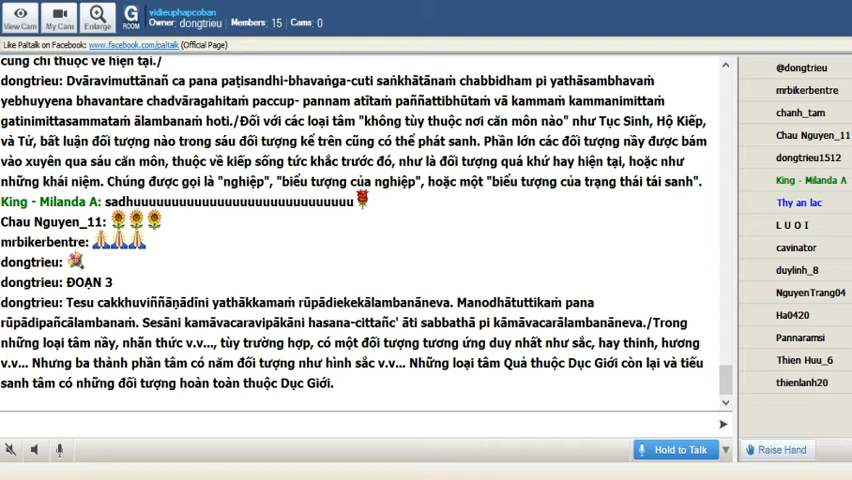 View Cam
My Cam
Enlarge
G
ROOM
vidieuphapcoban
Owner: dongtrieu Members: 15 Cams: 0
Like Paltalk on Facebook: www.facebook.com/paltalk (Official Page)
cũng chỉ thuộc về hiện tại./
dongtrieu: Dvāravimuttānañ ca pana paṭisandhi-bhavaṅga-cuti saṅkhātānaṁ chabbidham pi yathāsambhavaṁ
yebhuyyena bhavantare chadvāragahitaṁ paccup- pannam atītaṁ paññattibhūtaṁ vā kammaṁ kammanimittaṁ
gatinimittasammataṁ ālambanaṁ hoti./Đối với các loại tâm "không tùy thuộc nơi căn môn nào" như Tục Sinh, Hộ Kiếp,
và Tử, bất luận đối tượng nào trong sáu đối tượng kể trên cũng có thể phát sanh. Phần lớn các đối tượng nầy được bám
vào xuyên qua sáu căn môn, thuộc về kiếp sống tức khắc trước đó, như là đối tượng quá khứ hay hiện tại, hoặc như
những khái niệm. Chúng được gọi là "nghiệp", "biểu tượng của nghiệp", hoặc một "biểu tượng của trạng thái tái sanh".
King - Milanda A: sadhuuuuuuuuuuuuuuuuuuuuuuuuuuuuu
Chau Nguyen_11:
mrbikerbentre:
dongtrieu:
dongtrieu: ĐOẠN 3
dongtrieu: Tesu cakkhuviññāṇādīni yathākkamaṁ rūpādiekekālambanāneva. Manodhātuttikaṁ pana
rūpādipañcālambanaṁ. Sesāni kamāvacaravipākāni hasana-cittañc' āti sabbathā pi kāmāvacarālambanāneva./Trong
những loại tâm nầy, nhãn thức v.v..., tùy trường hợp, có một đối tượng tương ứng duy nhất như sắc, hay thinh, hương
v.v... Nhưng ba thành phần tâm có năm đối tượng như hình sắc v.v... Những loại tâm Quả thuộc Dục Giới còn lại và tiếu
sanh tâm có những đối tượng hoàn toàn thuộc Dục Giới.
@dongtrieu
mrbikerbentre
chanh_tam
Chau Nguyen_11
dongtrieu1512
King - Milanda A
Thy an lac
L U O I
cavinator
duylinh_8
NguyenTrang04
Ha0420
Pannaramsi
Thien Huu_6
thienlanh20
Hold to Talk
Raise Hand